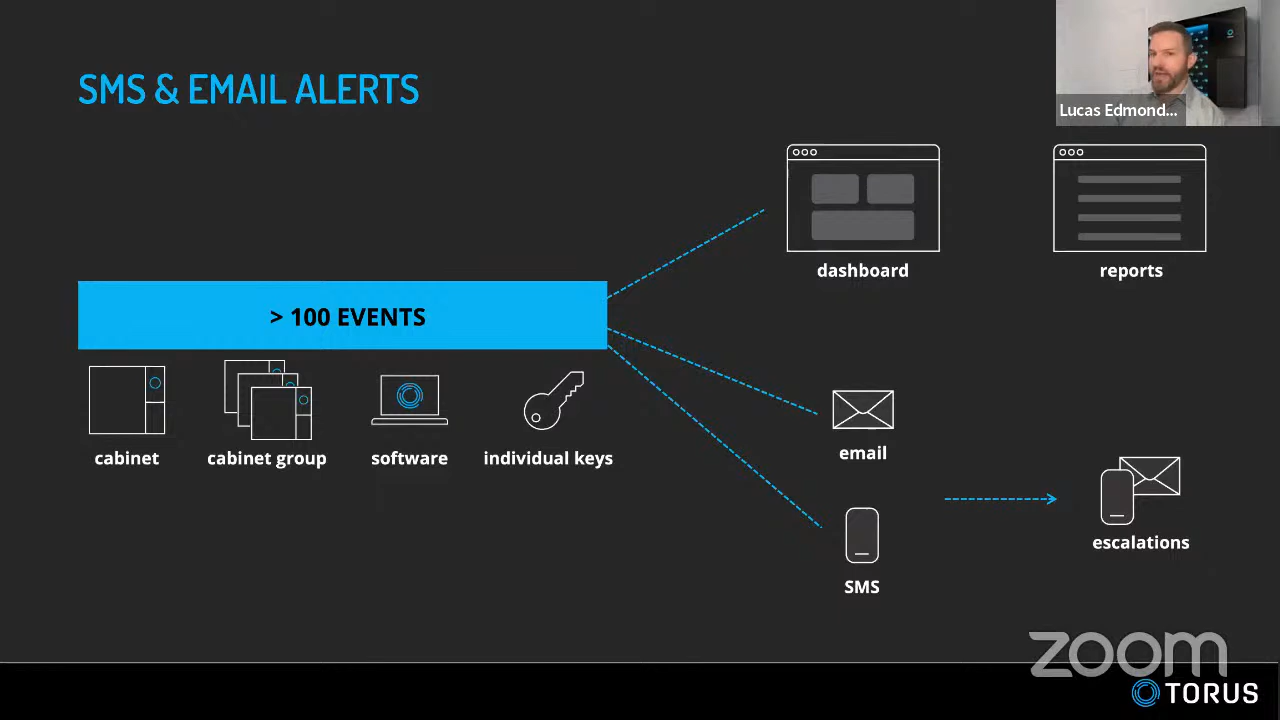 SMS & EMAIL ALERTS
Lucas Edmond...
dashboard
reports
> 100 EVENTS
cabinet
cabinet group
software
individual keys
email
escalations
SMS
zoom
TORUS